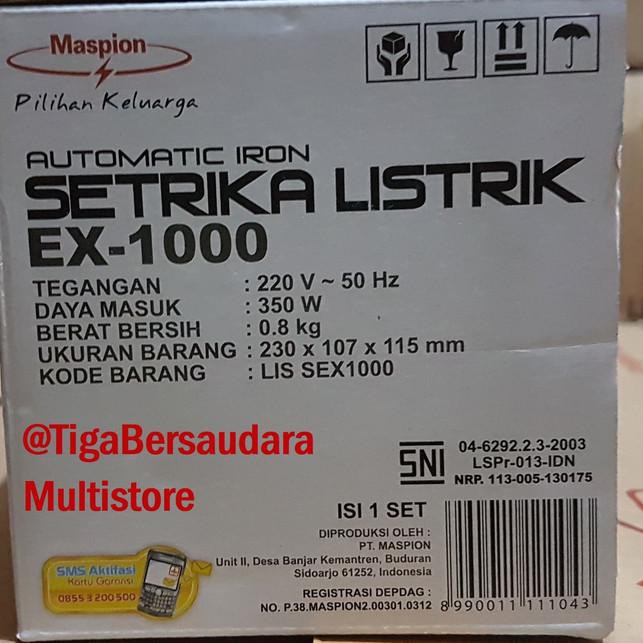 Maspion
Pilihan Keluarga
AUTOMATIC IRON
SETRIKA LISTRIK
EX-1000
TEGANGAN : 220 V ~ 50 Hz
DAYA MASUK : 350 W
BERAT BERSIH : 0.8 kg
UKURAN BARANG : 230 x 107 x 115 mm
KODE BARANG : LIS SEX1000
@TigaBersaudara
Multistore
SNI
04-6292.2.3-2003
LSPr-013-IDN
NRP. 113-005-130175
ISI 1 SET
DIPRODUKSI OLEH :
PT. MASPION
Unit II, Desa Banjar Kemantren, Buduran
Sidoarjo 61252, Indonesia
REGISTRASI DEPDAG :
NO. P.38.MASPION2.00301.0312
8 990011 111043
SMS Aktifasi
Kartu Garansi
0855 3 200 500